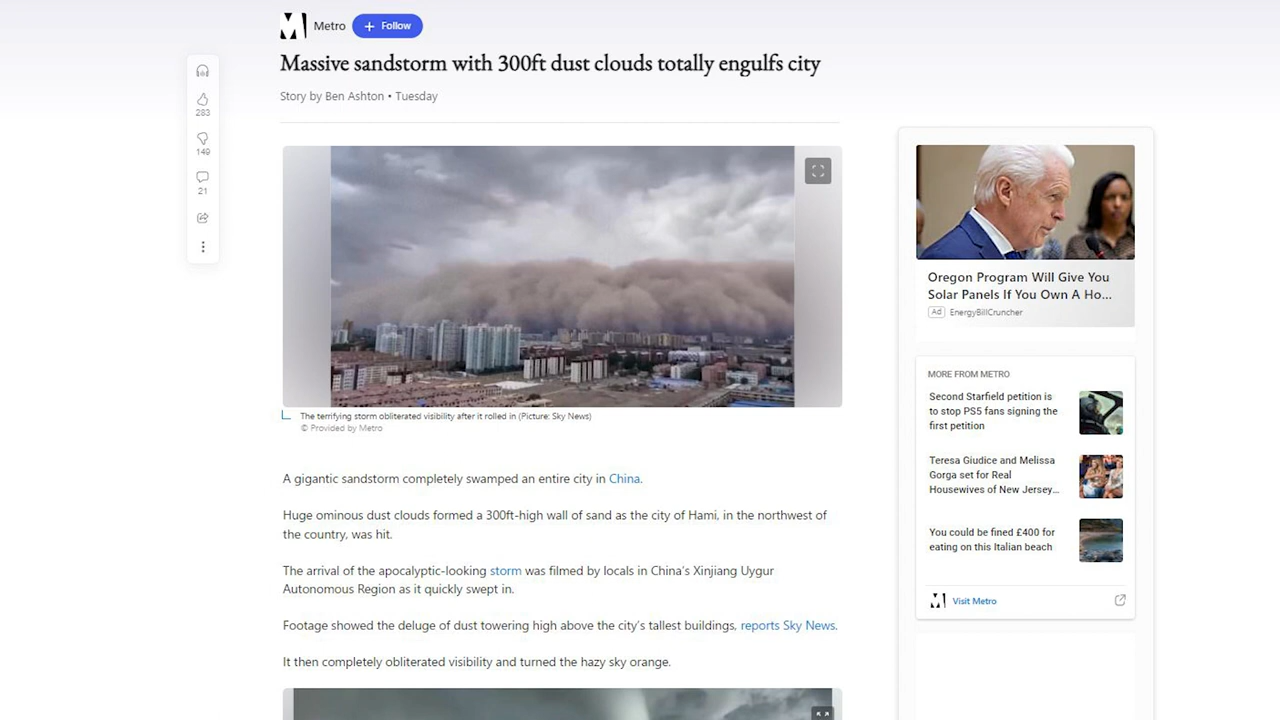 Metro
+ Follow
Massive sandstorm with 300ft dust clouds totally engulfs city
Story by Ben Ashton • Tuesday
283
149
21
The terrifying storm obliterated visibility after it rolled in (Picture: Sky News)
© Provided by Metro
A gigantic sandstorm completely swamped an entire city in China.
Huge ominous dust clouds formed a 300ft-high wall of sand as the city of Hami, in the northwest of
the country, was hit.
The arrival of the apocalyptic-looking storm was filmed by locals in China's Xinjiang Uygur
Autonomous Region as it quickly swept in.
Footage showed the deluge of dust towering high above the city's tallest buildings, reports Sky News.
It then completely obliterated visibility and turned the hazy sky orange.
Oregon Program Will Give You
Solar Panels If You Own A Ho...
Ad EnergyBillCruncher
MORE FROM METRO
Second Starfield petition is
to stop PS5 fans signing the
first petition
Teresa Giudice and Melissa
Gorga set for Real
Housewives of New Jersey...
You could be fined £400 for
eating on this Italian beach
Visit Metro